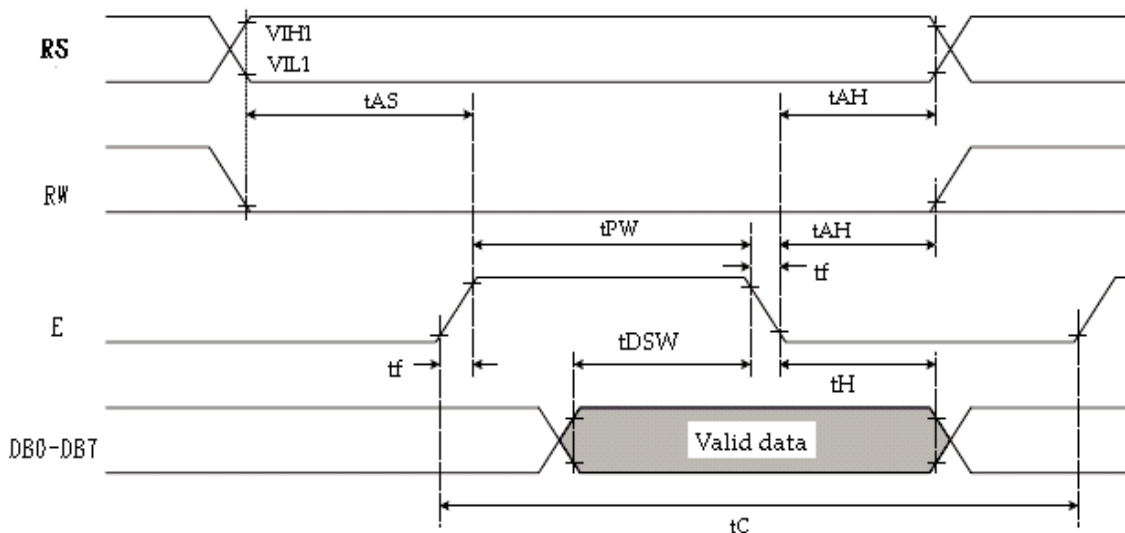 RS
VIH1
VIL1
tAS
tAH
RW
tPW
tAH
tf
E
tDSW
tf
tH
DB0-DB7
Valid data
tC